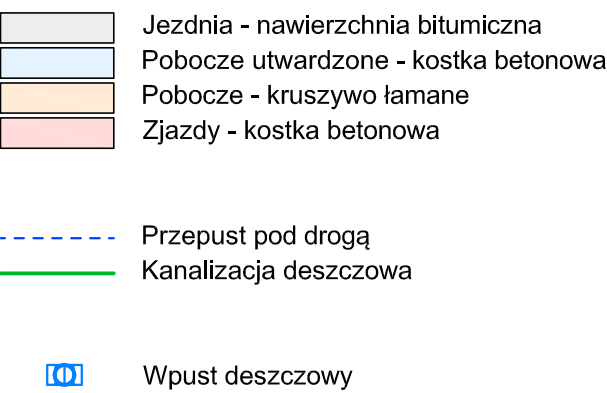 Jezdnia - nawierzchnia bitumiczna
Pobocze utwardzone - kostka betonowa
Pobocze - kruszywo łamane
Zjazdy - kostka betonowa
Przepust pod drogą
Kanalizacja deszczowa
Wpust deszczowy